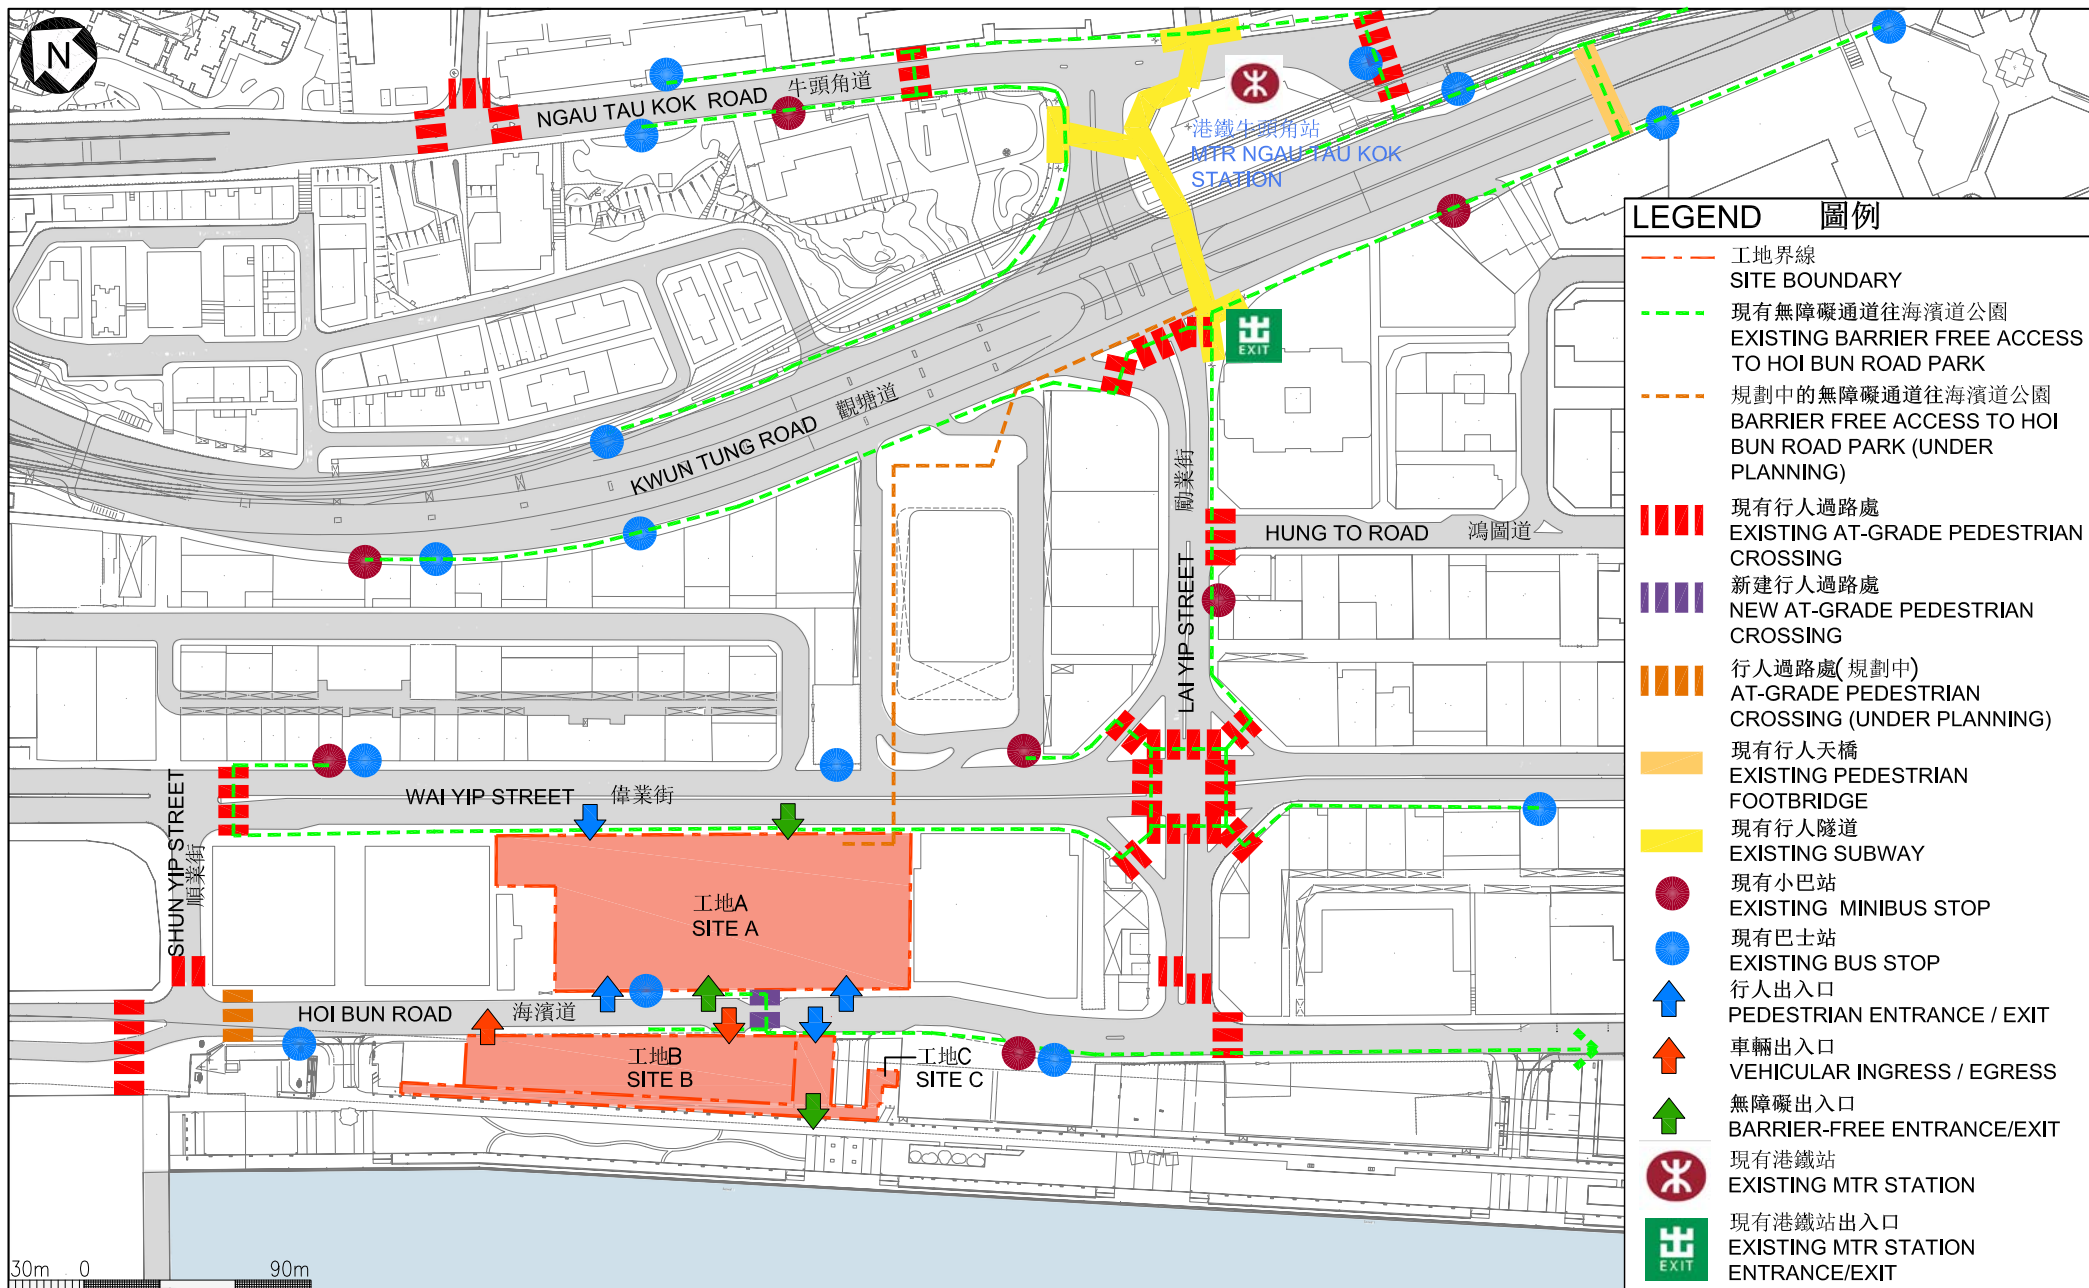 N
NGAU TAU KOK ROAD 牛頭角道
港鐵牛頭角站
MTR NGAU TAU KOK
STATION
出
EXIT
KWUN TUNG ROAD 觀塘道
勵業街
LAI YIP STREET
HUNG TO ROAD 鴻圖道
WAI YIP STREET 偉業街
SHUN YIP STREET
順業街
工地A
SITE A
HOI BUN ROAD 海濱道
工地B
SITE B
工地C
SITE C
30m 0 90m
LEGEND 圖例
工地界線
SITE BOUNDARY
現有無障礙通道往海濱道公園
EXISTING BARRIER FREE ACCESS
TO HOI BUN ROAD PARK
規劃中的無障礙通道往海濱道公園
BARRIER FREE ACCESS TO HOI
BUN ROAD PARK (UNDER
PLANNING)
現有行人過路處
EXISTING AT-GRADE PEDESTRIAN
CROSSING
新建行人過路處
NEW AT-GRADE PEDESTRIAN
CROSSING
行人過路處(規劃中)
AT-GRADE PEDESTRIAN
CROSSING (UNDER PLANNING)
現有行人天橋
EXISTING PEDESTRIAN
FOOTBRIDGE
現有行人隧道
EXISTING SUBWAY
現有小巴站
EXISTING MINIBUS STOP
現有巴士站
EXISTING BUS STOP
行人出入口
PEDESTRIAN ENTRANCE / EXIT
車輛出入口
VEHICULAR INGRESS / EGRESS
無障礙出入口
BARRIER-FREE ENTRANCE/EXIT
現有港鐵站
EXISTING MTR STATION
現有港鐵站出入口
EXISTING MTR STATION
ENTRANCE/EXIT
出
EXIT